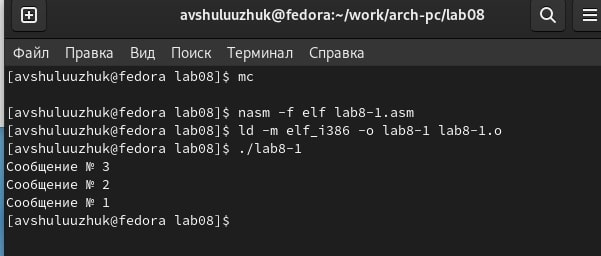 avshuluuzhuk@fedora:~/work/arch-pc/lab08
Файл Правка Вид Поиск Терминал Справка
[avshuluuzhuk@fedora lab08]$ mc
[avshuluuzhuk@fedora lab08]$ nasm -f elf lab8-1.asm
[avshuluuzhuk@fedora lab08]$ ld -m elf_i386 -o lab8-1 lab8-1.o
[avshuluuzhuk@fedora lab08]$ ./lab8-1
Сообщение № 3
Сообщение № 2
Сообщение № 1
[avshuluuzhuk@fedora lab08]$